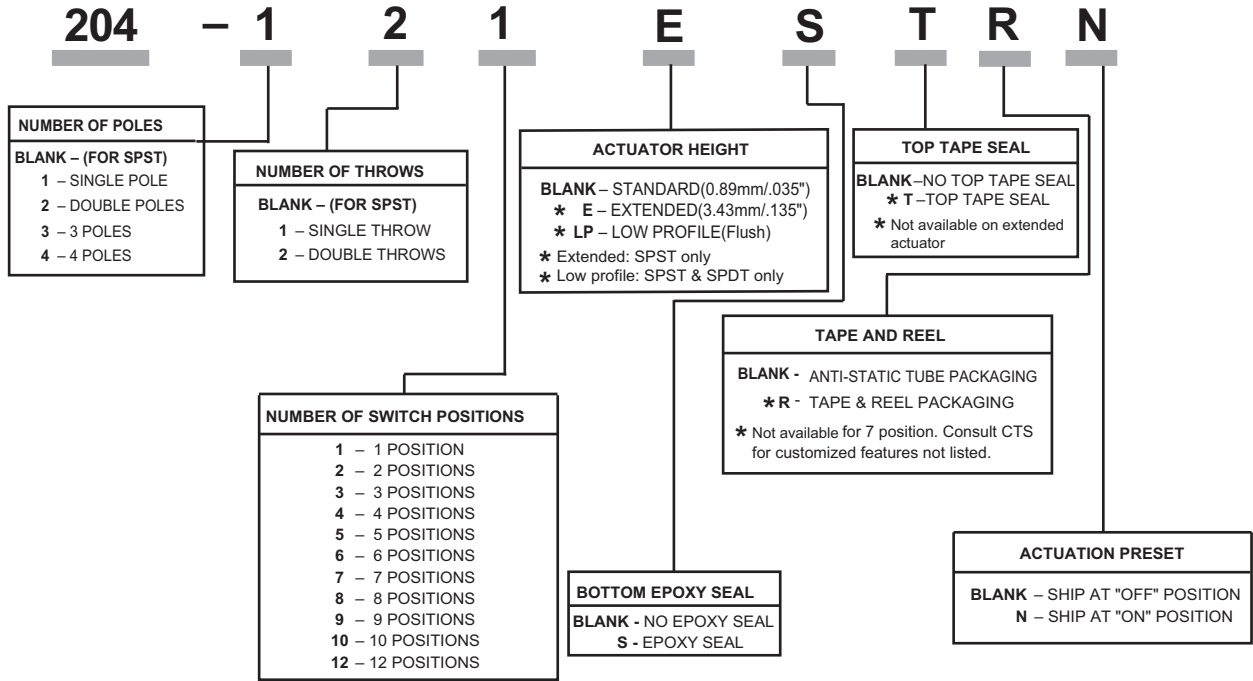 204 – 1 2 1 E S T R N
NUMBER OF POLES
BLANK – (FOR SPST)
1 – SINGLE POLE
2 – DOUBLE POLES
3 – 3 POLES
4 – 4 POLES
NUMBER OF THROWS
BLANK – (FOR SPST)
1 – SINGLE THROW
2 – DOUBLE THROWS
ACTUATOR HEIGHT
BLANK – STANDARD(0.89mm/.035")
* E – EXTENDED(3.43mm/.135")
* LP – LOW PROFILE(Flush)
* Extended: SPST only
* Low profile: SPST & SPDT only
TOP TAPE SEAL
BLANK –NO TOP TAPE SEAL
* T –TOP TAPE SEAL
* Not available on extended
actuator
TAPE AND REEL
BLANK - ANTI-STATIC TUBE PACKAGING
* R - TAPE & REEL PACKAGING
* Not available for 7 position. Consult CTS
for customized features not listed.
NUMBER OF SWITCH POSITIONS
1 – 1 POSITION
2 – 2 POSITIONS
3 – 3 POSITIONS
4 – 4 POSITIONS
5 – 5 POSITIONS
6 – 6 POSITIONS
7 – 7 POSITIONS
8 – 8 POSITIONS
9 – 9 POSITIONS
10 – 10 POSITIONS
12 – 12 POSITIONS
BOTTOM EPOXY SEAL
BLANK - NO EPOXY SEAL
S - EPOXY SEAL
ACTUATION PRESET
BLANK – SHIP AT "OFF" POSITION
N – SHIP AT "ON" POSITION